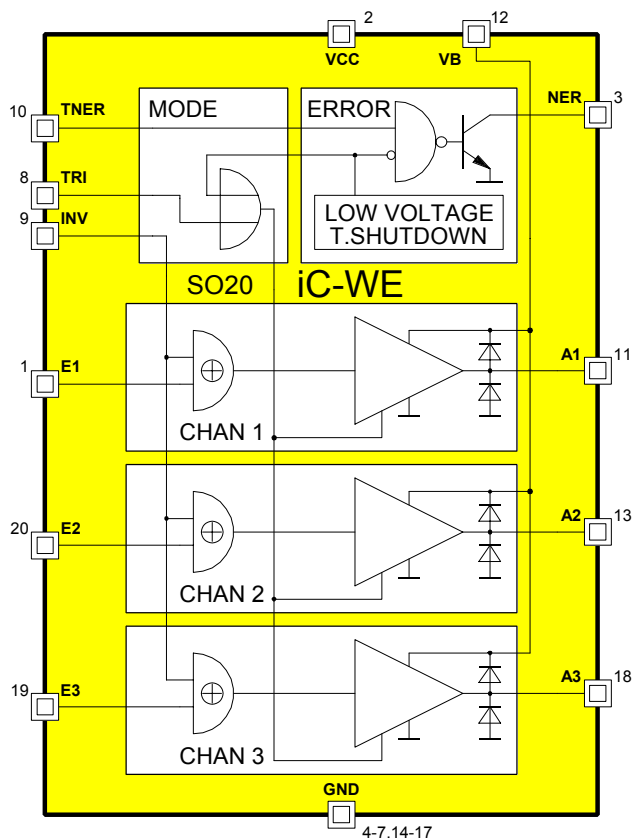 2
12
VCC
VB
NER
3
10
TNER
MODE
ERROR
8
TRI
9
INV
LOW VOLTAGE
T.SHUTDOWN
SO20
iC-WE
1
E1
A1
11
CHAN 1
20
E2
A2
13
CHAN 2
19
E3
A3
18
CHAN 3
GND
4-7,14-17